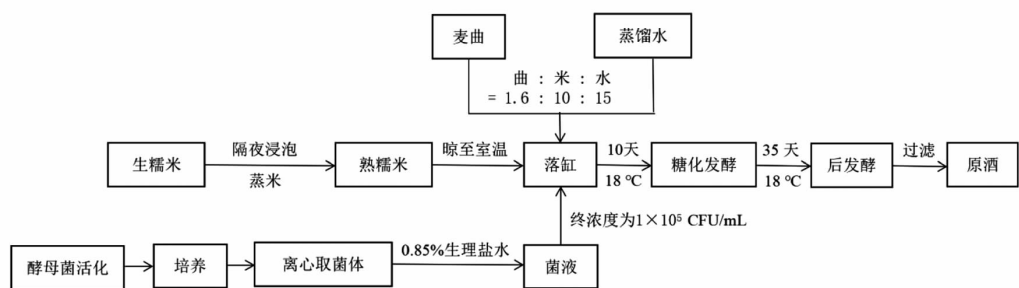 麦曲
蒸馏水
曲：米：水
= 1.6：10：15
生糯米
隔夜浸泡
蒸米
熟糯米
晾至室温
落缸
10天
18 ℃
糖化发酵
35 天
18 ℃
后发酵
过滤
原酒
终浓度为1×10⁵ CFU/mL
酵母菌活化
培养
离心取菌体
0.85%生理盐水
菌液